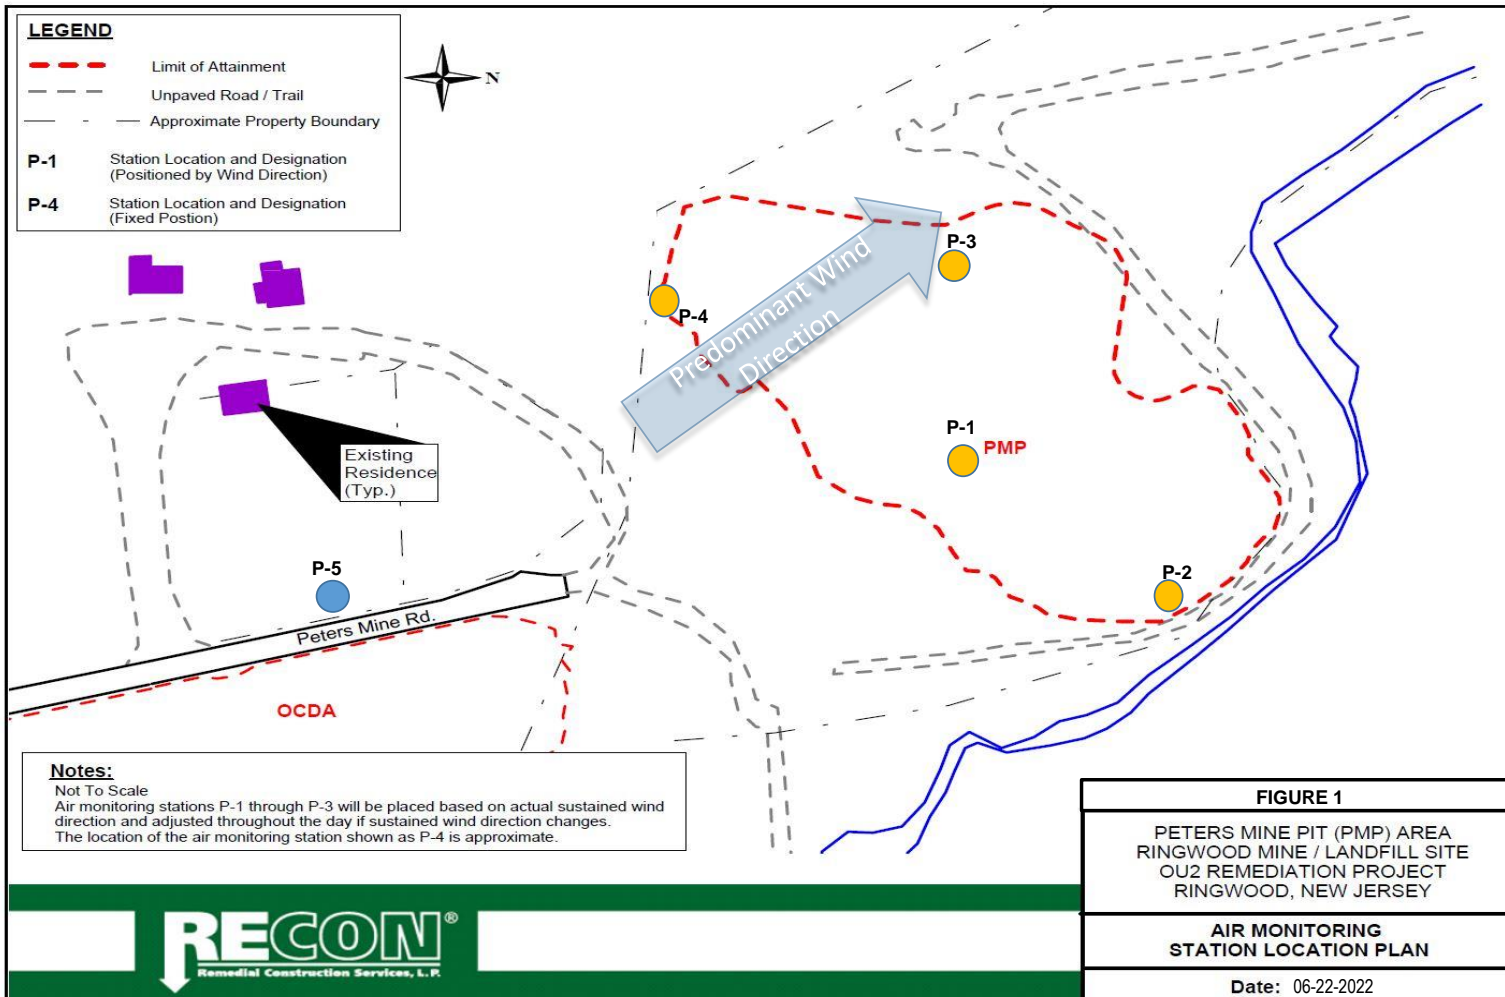 LEGEND
Limit of Attainment
Unpaved Road / Trail
Approximate Property Boundary
P-1 Station Location and Designation
(Positioned by Wind Direction)
P-4 Station Location and Designation
(Fixed Postion)
N
P-3
P-4
Predominant Wind
Direction
P-1
PMP
Existing
Residence
(Typ.)
P-5
P-2
Peters Mine Rd.
OCDA
Notes:
Not To Scale
Air monitoring stations P-1 through P-3 will be placed based on actual sustained wind
direction and adjusted throughout the day if sustained wind direction changes.
The location of the air monitoring station shown as P-4 is approximate.
RECON®
Remedial Construction Services, L.P.
FIGURE 1
PETERS MINE PIT (PMP) AREA
RINGWOOD MINE / LANDFILL SITE
OU2 REMEDIATION PROJECT
RINGWOOD, NEW JERSEY
AIR MONITORING
STATION LOCATION PLAN
Date: 06-22-2022